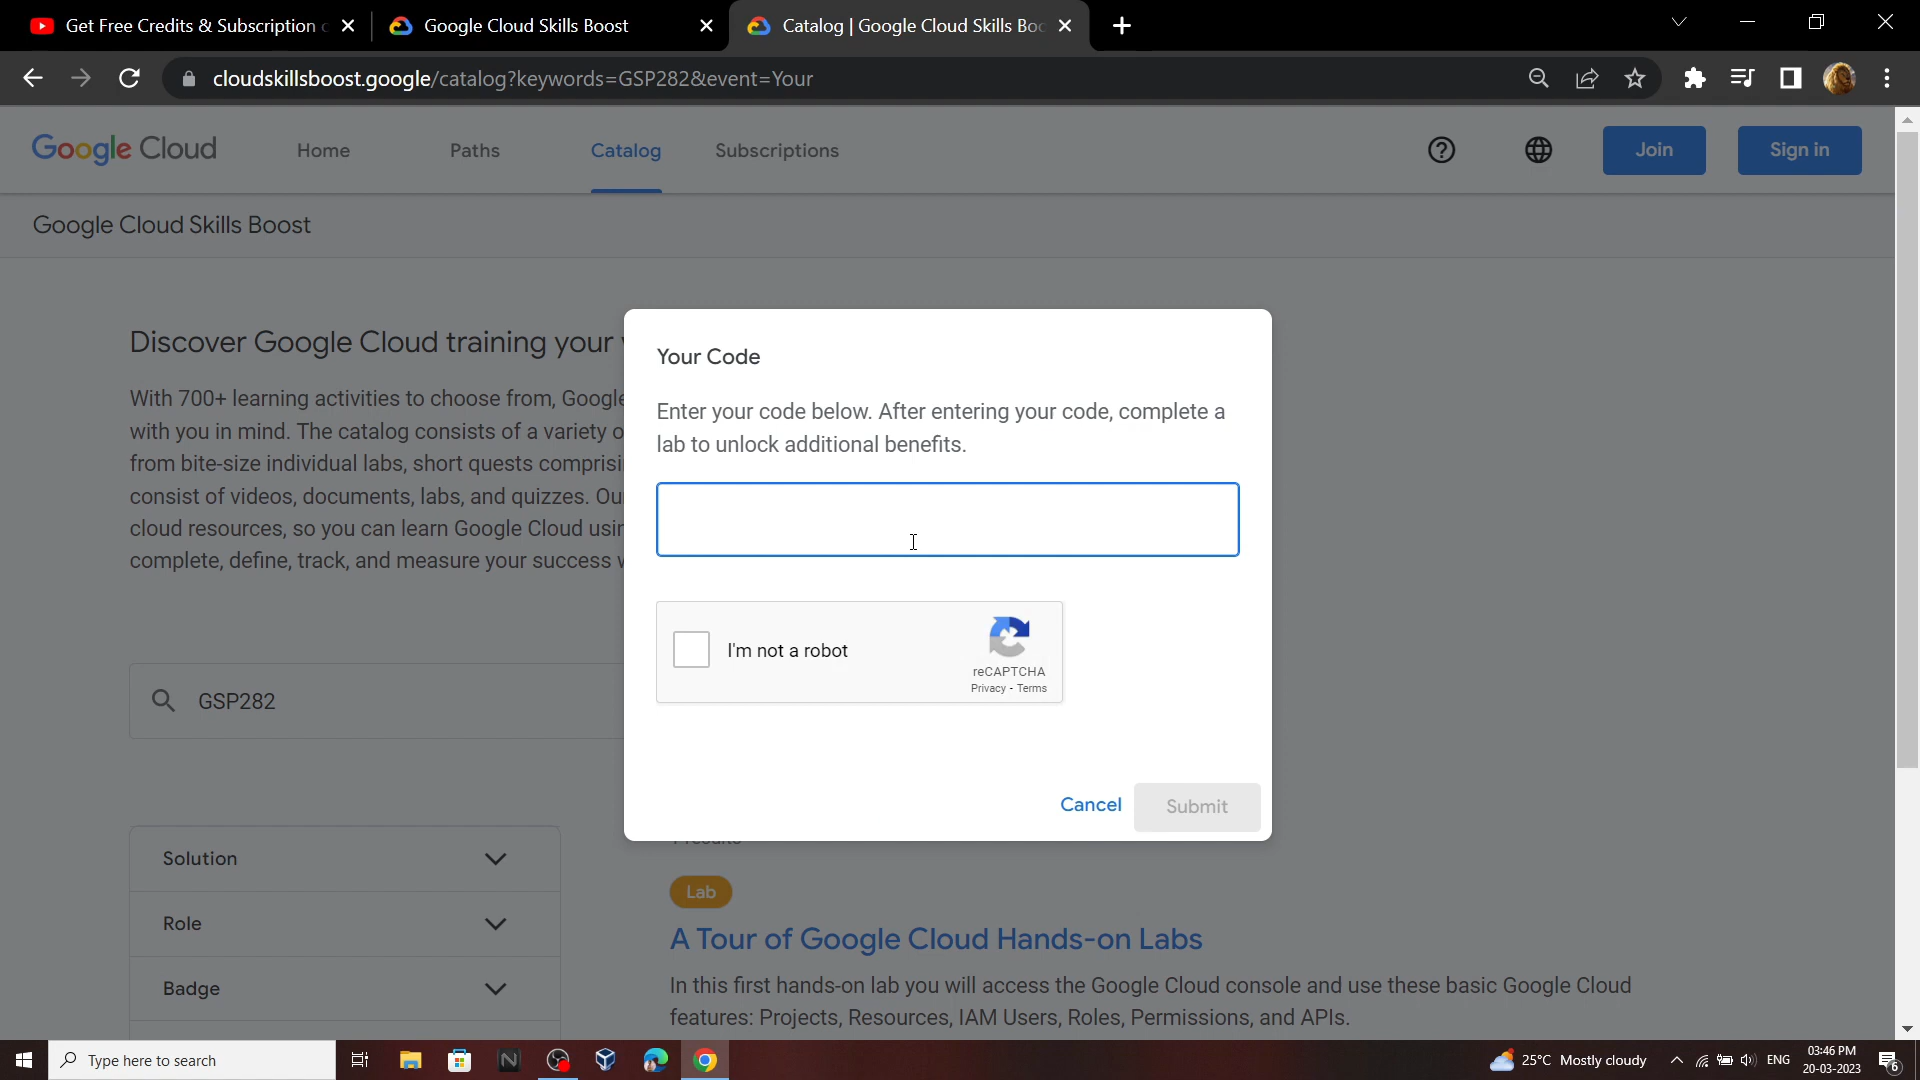 Get Free Credits & Subscription
Google Cloud Skills Boost
Catalog | Google Cloud Skills Boo
cloudskillsboost.google/catalog?keywords=GSP282&event=Your
Google Cloud
Home
Paths
Catalog
Subscriptions
Join
Sign in
Google Cloud Skills Boost
Discover Google Cloud training your
With 700+ learning activities to choose from, Google
with you in mind. The catalog consists of a variety o
from bite-size individual labs, short quests comprisi
consist of videos, documents, labs, and quizzes. Ou
cloud resources, so you can learn Google Cloud usin
complete, define, track, and measure your success
Your Code
Enter your code below. After entering your code, complete a
lab to unlock additional benefits.
I'm not a robot
reCAPTCHA
Privacy - Terms
Cancel
Submit
GSP282
Solution
Role
Badge
Lab
A Tour of Google Cloud Hands-on Labs
In this first hands-on lab you will access the Google Cloud console and use these basic Google Cloud
features: Projects, Resources, IAM Users, Roles, Permissions, and APIs.
Type here to search
25°C Mostly cloudy
ENG
03:46 PM
20-03-2023
6